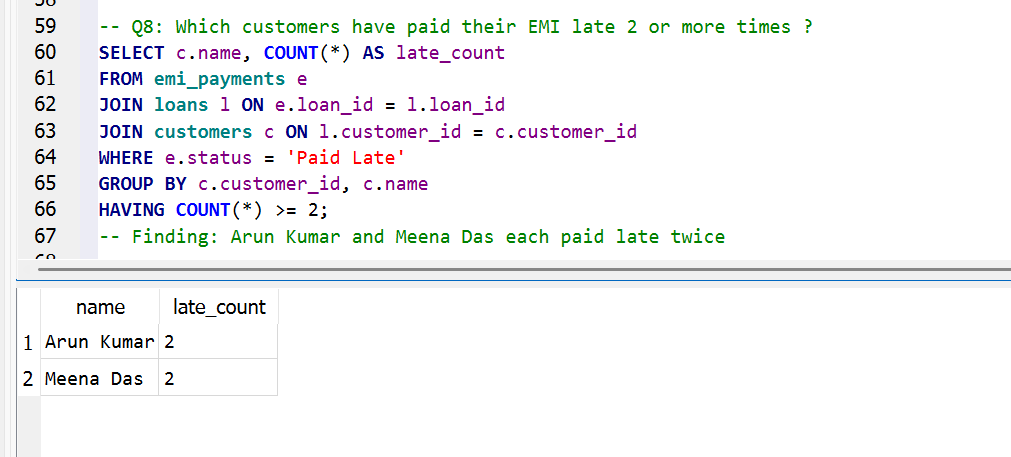 59 -- Q8: Which customers have paid their EMI late 2 or more times ?
60 SELECT c.name, COUNT(*) AS late_count
61 FROM emi_payments e
62 JOIN loans l ON e.loan_id = l.loan_id
63 JOIN customers c ON l.customer_id = c.customer_id
64 WHERE e.status = 'Paid Late'
65 GROUP BY c.customer_id, c.name
66 HAVING COUNT(*) >= 2;
67 -- Finding: Arun Kumar and Meena Das each paid late twice
name late_count
1 Arun Kumar 2
2 Meena Das 2